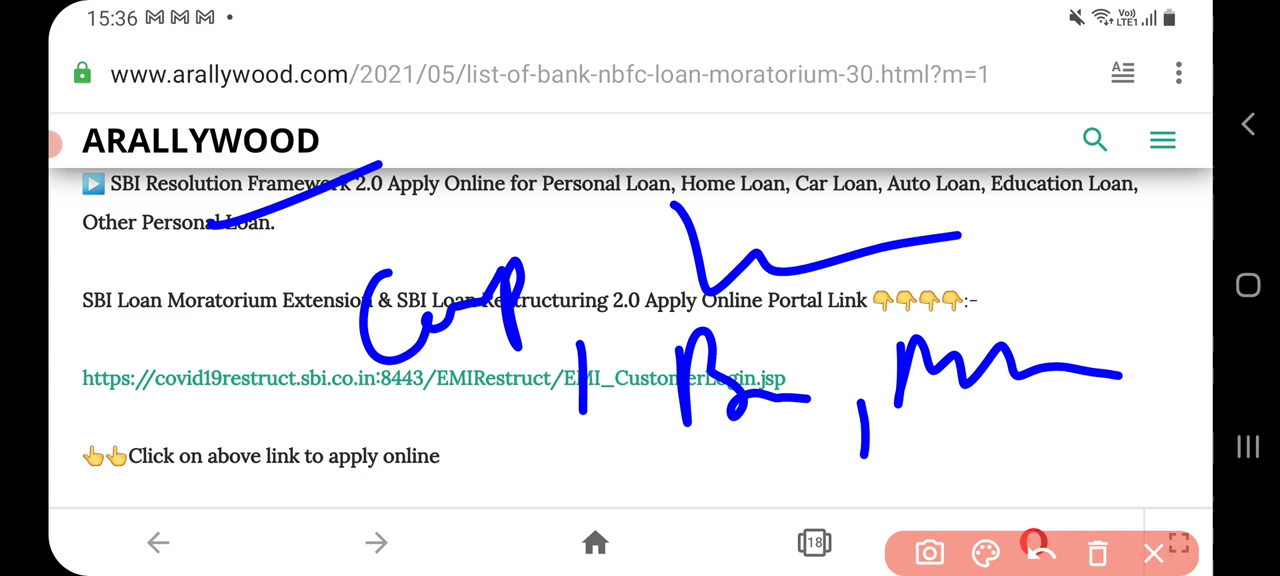 15:36
Vo))
LTE1
www.arallywood.com/2021/05/list-of-bank-nbfc-loan-moratorium-30.html?m=1
ARALLYWOOD
SBI Resolution Framework 2.0 Apply Online for Personal Loan, Home Loan, Car Loan, Auto Loan, Education Loan,
Other Personal Loan.
SBI Loan Moratorium Extension & SBI Loan Restructuring 2.0 Apply Online Portal Link 👇👇👇👇:-
https://covid19restruct.sbi.co.in:8443/EMIRestruct/EMI_CustomerLogin.jsp
👆👆Click on above link to apply online
18